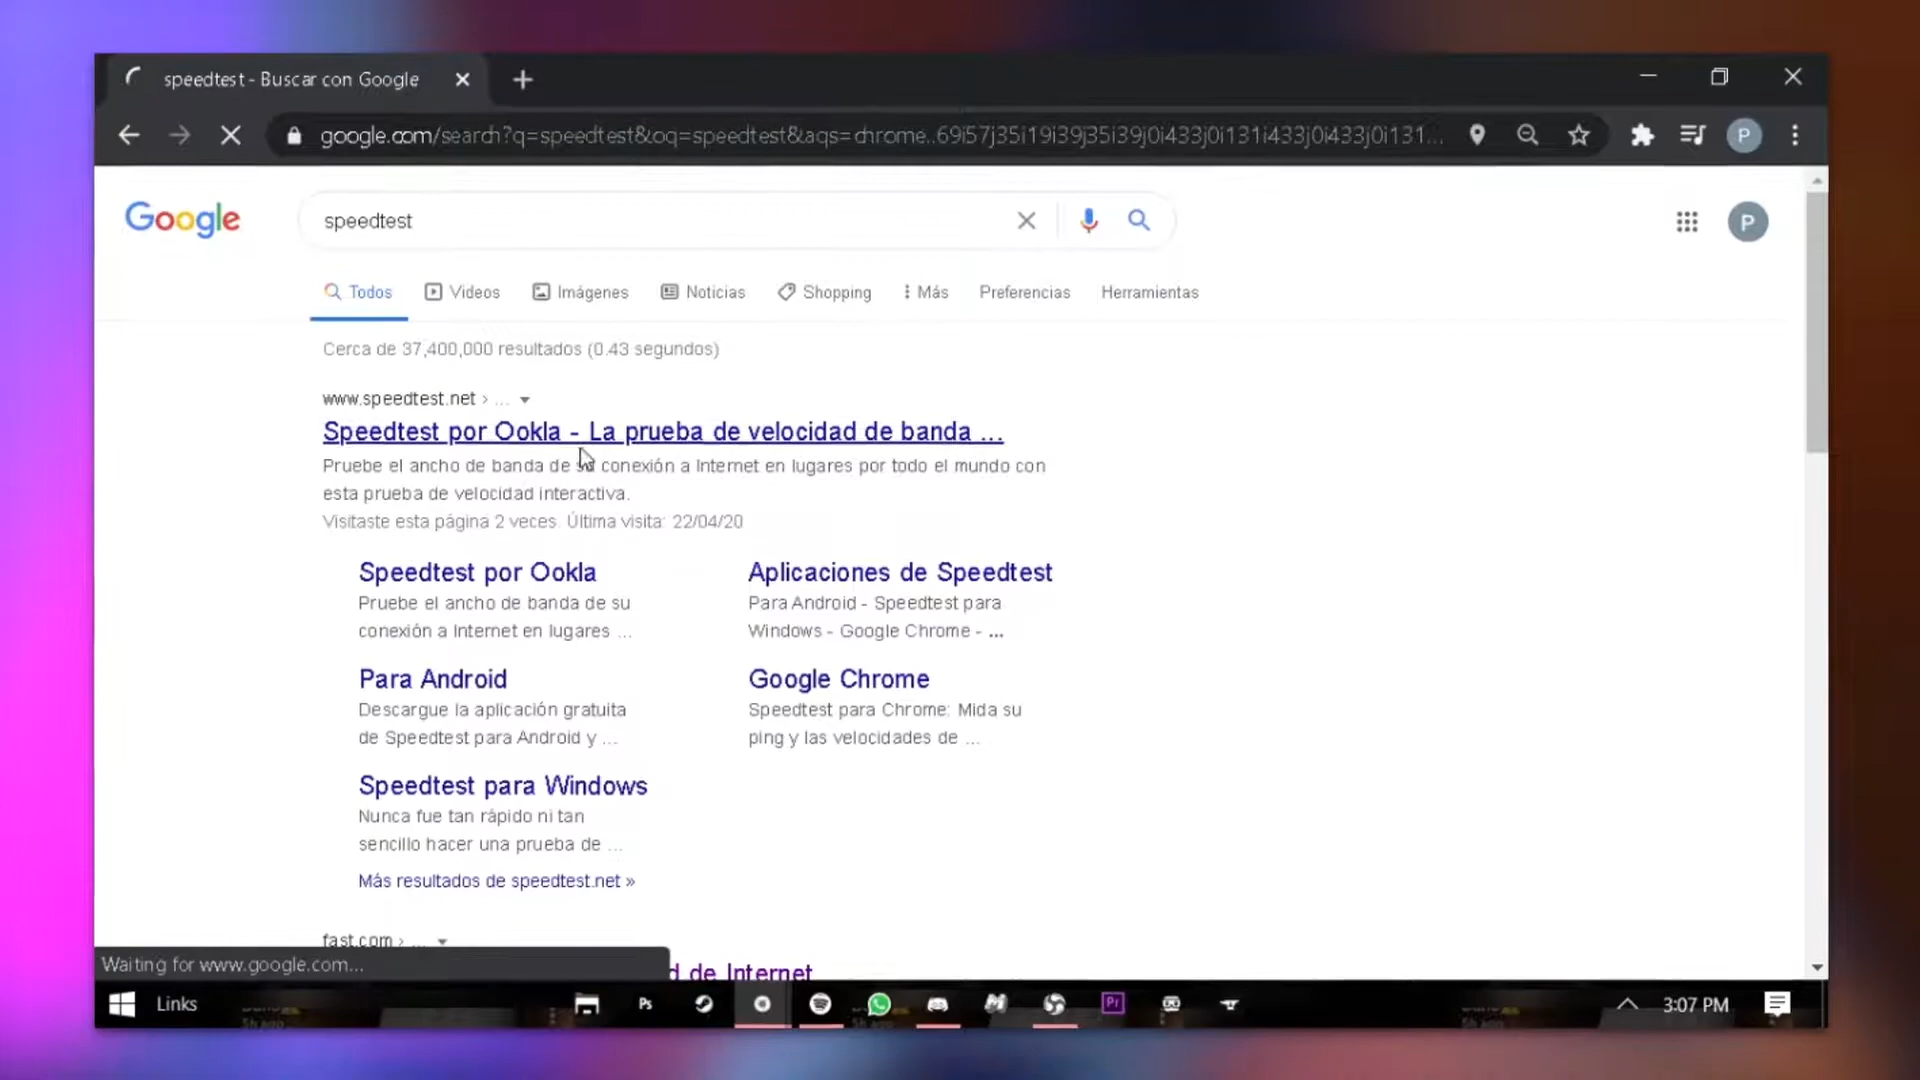 speedtest - Buscar con Google
google.com/search?q=speedtest&oq=speedtest&aqs=chrome..69i57j35i19i39j35i39j0i433j0i131i433j0i433j0i131...
P
Google
speedtest
P
Todos
Videos
Imágenes
Noticias
Shopping
Más
Preferencias
Herramientas
Cerca de 37,400,000 resultados (0.43 segundos)
www.speedtest.net › ...
Speedtest por Ookla - La prueba de velocidad de banda ...
Pruebe el ancho de banda de su conexión a Internet en lugares por todo el mundo con
esta prueba de velocidad interactiva.
Visitaste esta página 2 veces. Última visita: 22/04/20
Speedtest por Ookla
Pruebe el ancho de banda de su
conexión a Internet en lugares ...
Aplicaciones de Speedtest
Para Android - Speedtest para
Windows - Google Chrome - ...
Para Android
Descargue la aplicación gratuita
de Speedtest para Android y ...
Google Chrome
Speedtest para Chrome: Mida su
ping y las velocidades de ...
Speedtest para Windows
Nunca fue tan rápido ni tan
sencillo hacer una prueba de ...
Más resultados de speedtest.net »
fast.com › ...
d de Internet
Waiting for www.google.com...
Links
Ps
Pr
3:07 PM